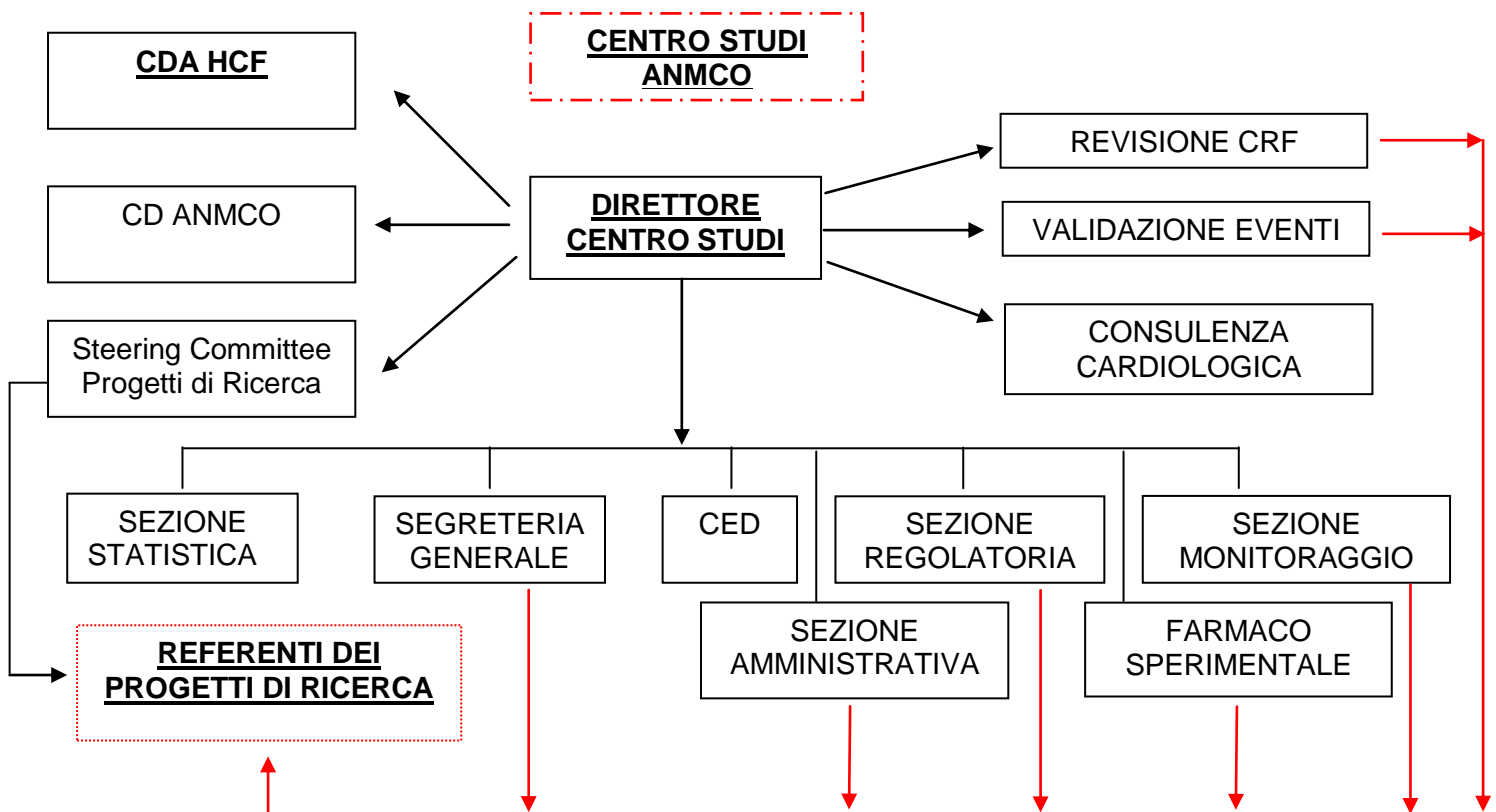 CDA HCF
CENTRO STUDI
ANMCO
REVISIONE CRF
CD ANMCO
DIRETTORE
CENTRO STUDI
VALIDAZIONE EVENTI
Steering Committee
Progetti di Ricerca
CONSULENZA
CARDIOLOGICA
SEZIONE
STATISTICA
SEGRETERIA
GENERALE
CED
SEZIONE
REGOLATORIA
SEZIONE
MONITORAGGIO
REFERENTI DEI
PROGETTI DI RICERCA
SEZIONE
AMMINISTRATIVA
FARMACO
SPERIMENTALE